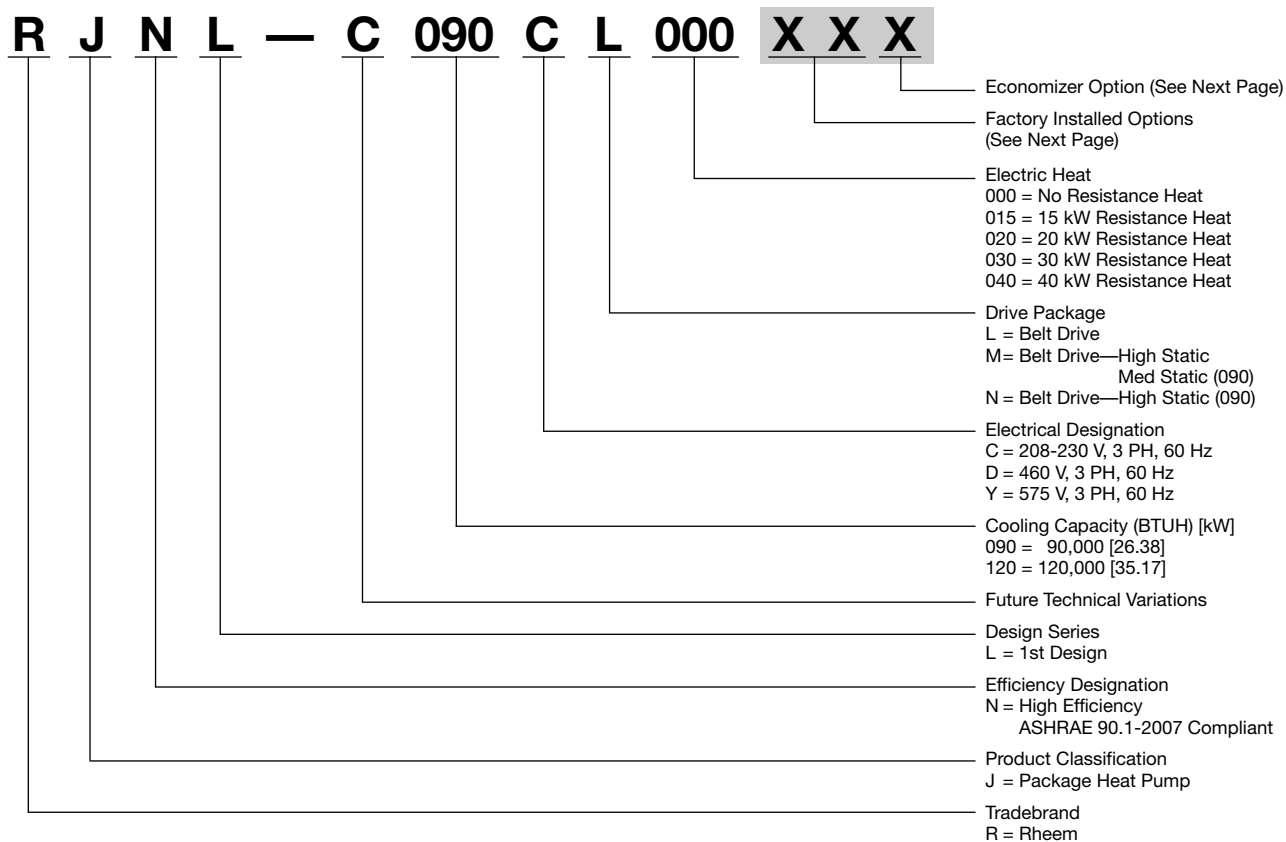 R J N L — C 090 C L 000 X X X
Economizer Option (See Next Page)
Factory Installed Options
(See Next Page)
Electric Heat
000 = No Resistance Heat
015 = 15 kW Resistance Heat
020 = 20 kW Resistance Heat
030 = 30 kW Resistance Heat
040 = 40 kW Resistance Heat
Drive Package
L = Belt Drive
M= Belt Drive—High Static
Med Static (090)
N = Belt Drive—High Static (090)
Electrical Designation
C = 208-230 V, 3 PH, 60 Hz
D = 460 V, 3 PH, 60 Hz
Y = 575 V, 3 PH, 60 Hz
Cooling Capacity (BTUH) [kW]
090 = 90,000 [26.38]
120 = 120,000 [35.17]
Future Technical Variations
Design Series
L = 1st Design
Efficiency Designation
N = High Efficiency
ASHRAE 90.1-2007 Compliant
Product Classification
J = Package Heat Pump
Tradebrand
R = Rheem